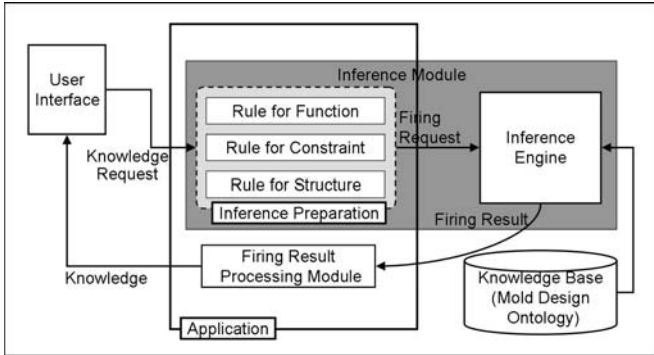 User
Interface
Inference Module
Rule for Function
Rule for Constraint
Rule for Structure
Inference Preparation
Firing
Request
Inference
Engine
Knowledge
Request
Firing Result
Firing Result
Processing Module
Knowledge
Knowledge Base
(Mold Design
Ontology)
Application